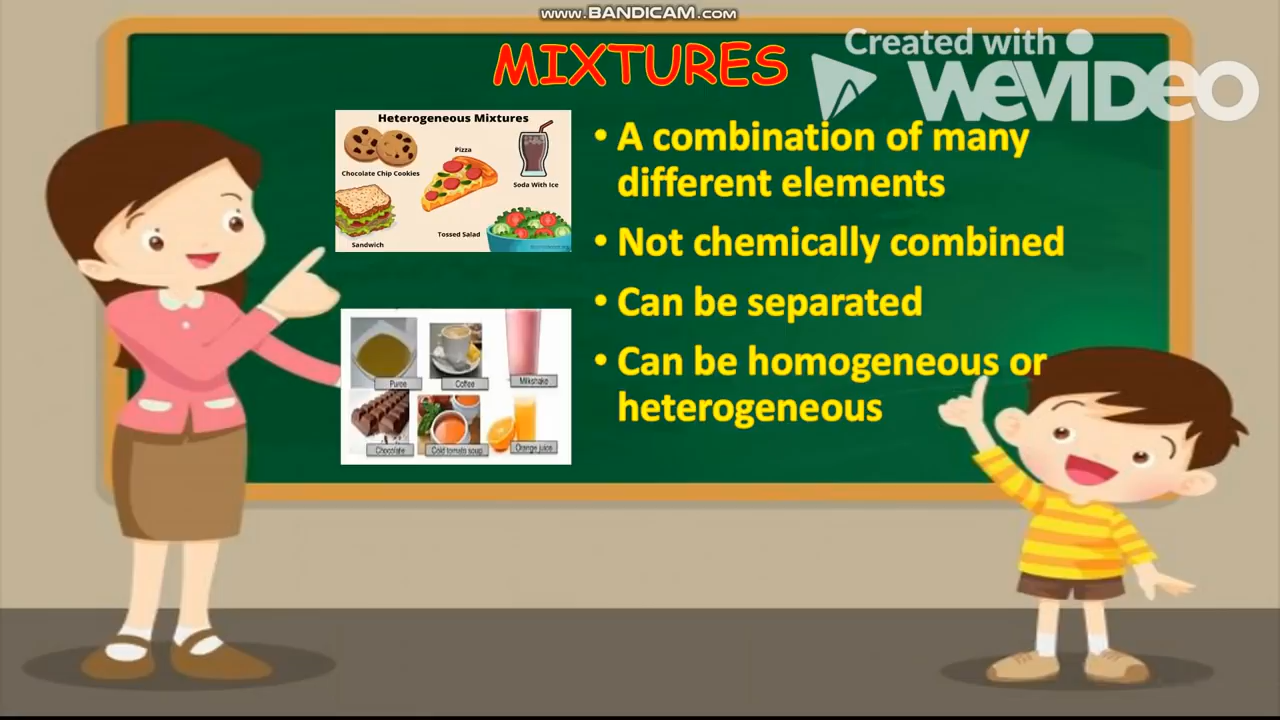 www.BANDICAM.com
MIXTURES
Created with
WEVIDEO
Heterogeneous Mixtures
Chocolate Chip Cookies
Pizza
Soda With Ice
Sandwich
Tossed Salad
• A combination of many
different elements
• Not chemically combined
• Can be separated
• Can be homogeneous or
heterogeneous
Puree
Coffee
Milkshake
Chocolate
Cold tomato soup
Orange juice